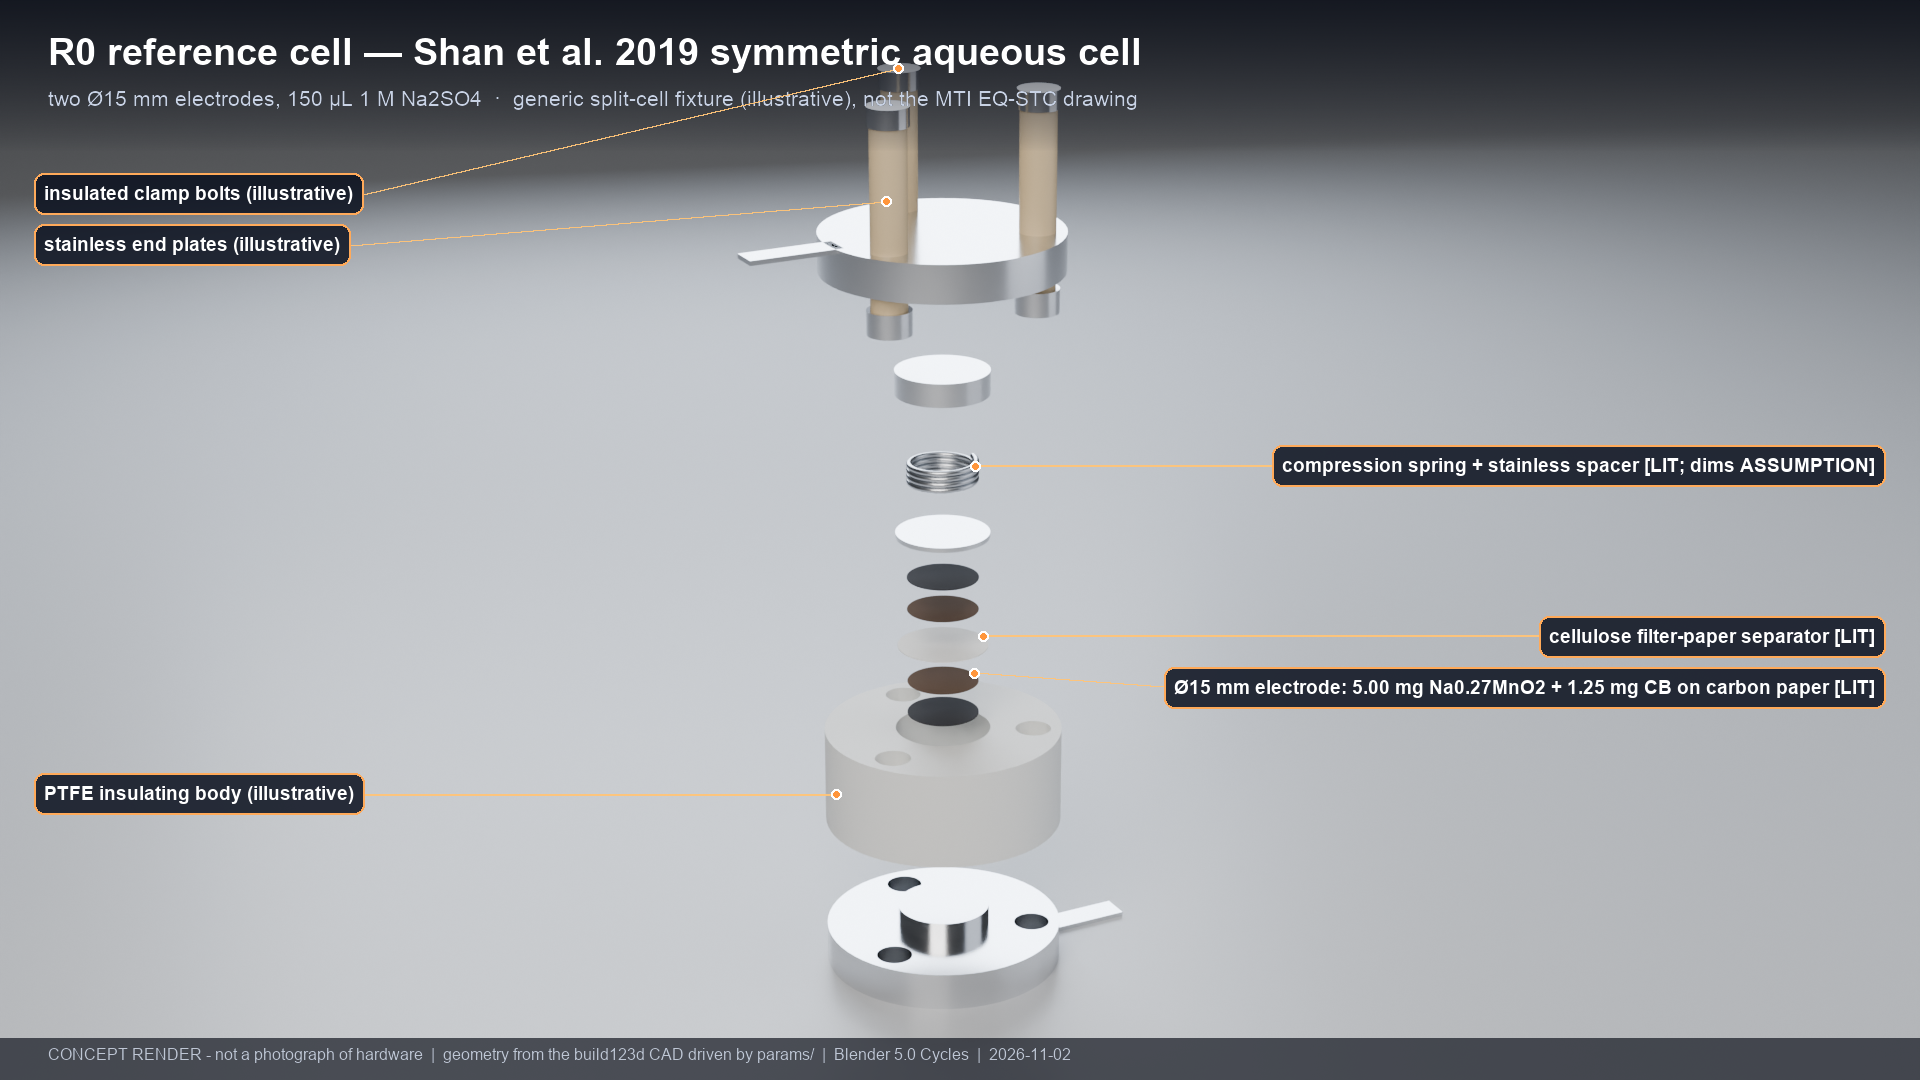 R0 reference cell — Shan et al. 2019 symmetric aqueous cell
two Ø15 mm electrodes, 150 µL 1 M Na2SO4 · generic split-cell fixture (illustrative), not the MTI EQ-STC drawing
insulated clamp bolts (illustrative)
stainless end plates (illustrative)
compression spring + stainless spacer [LIT; dims ASSUMPTION]
cellulose filter-paper separator [LIT]
Ø15 mm electrode: 5.00 mg Na0.27MnO2 + 1.25 mg CB on carbon paper [LIT]
PTFE insulating body (illustrative)
CONCEPT RENDER - not a photograph of hardware | geometry from the build123d CAD driven by params/ | Blender 5.0 Cycles | 2026-11-02